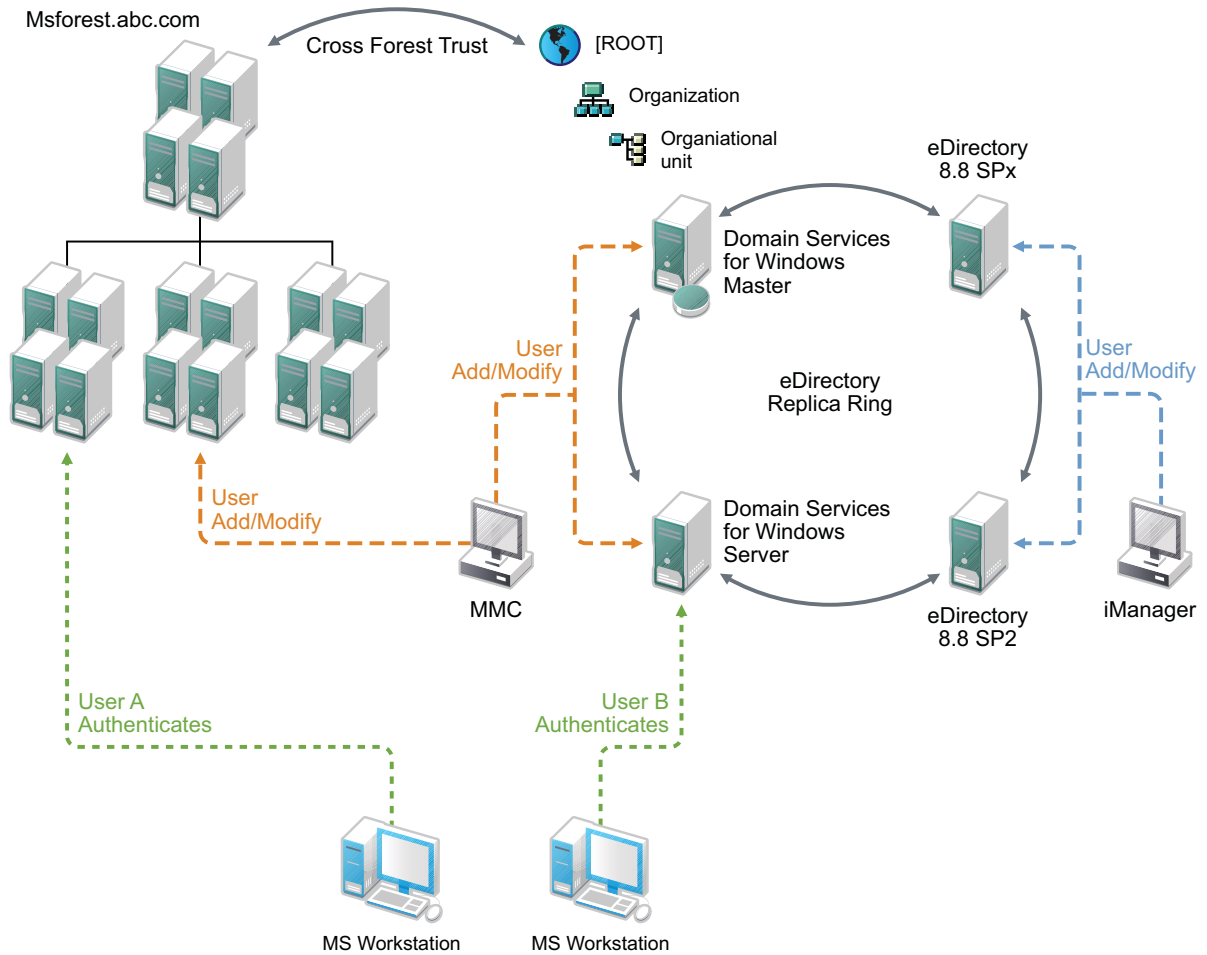 Msforest.abc.com
Cross Forest Trust
[ROOT]
Organization
Organiational
unit
eDirectory
8.8 SPx
Domain Services
for Windows
Master
User
Add/Modify
eDirectory
Replica Ring
User
Add/Modify
User
Add/Modify
Domain Services
for Windows
Server
MMC
eDirectory
8.8 SP2
iManager
User A
Authenticates
User B
Authenticates
MS Workstation
MS Workstation